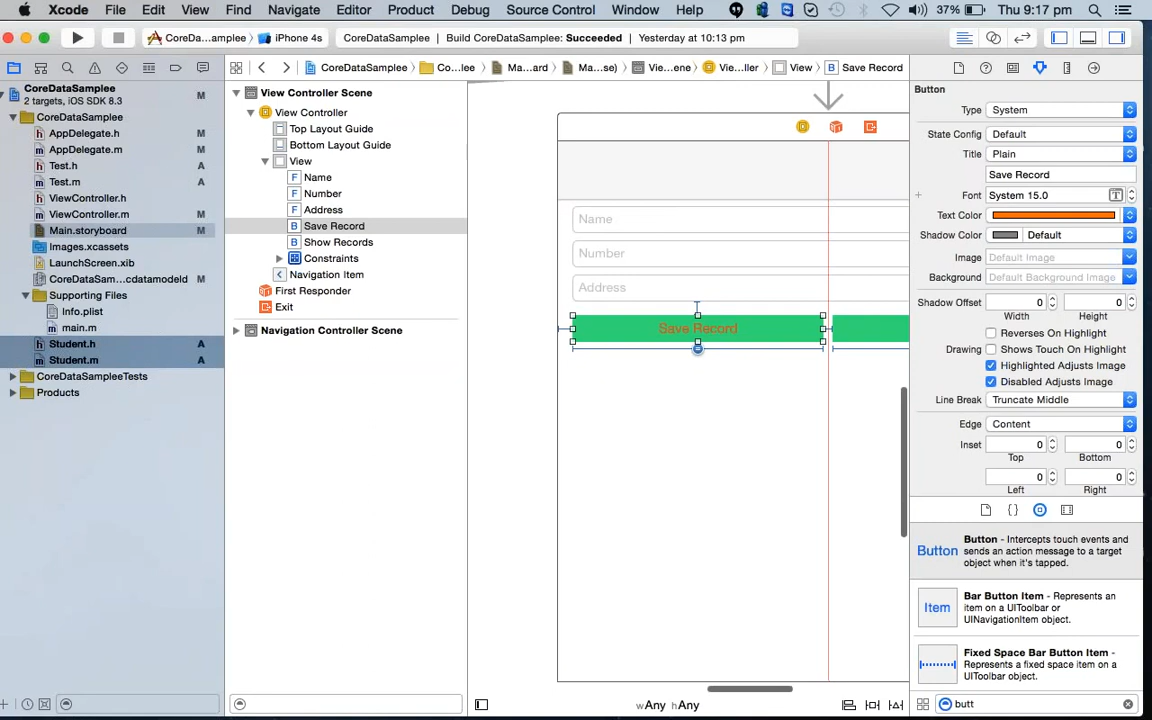 Xcode File Edit View Find Navigate Editor Product Debug Source Control Window Help 37% Thu 9:17 pm
CoreDa...amplee iPhone 4s CoreDataSamplee Build CoreDataSamplee: Succeeded Yesterday at 10:13 pm
CoreDataSamplee Co...lee Ma...ard Ma...se) Vie...ene Vie...ller View Save Record
CoreDataSamplee M
2 targets, iOS SDK 8.3
CoreDataSamplee
AppDelegate.h M
AppDelegate.m M
Test.h A
Test.m A
ViewController.h
ViewController.m M
Main.storyboard M
Images.xcassets
LaunchScreen.xib
CoreDataSam...cdatamodeld M
Supporting Files
Info.plist
main.m
Student.h A
Student.m A
CoreDataSampleeTests
Products
View Controller Scene
View Controller
Top Layout Guide
Bottom Layout Guide
View
F Name
F Number
F Address
B Save Record
B Show Records
Constraints
Navigation Item
First Responder
Exit
Navigation Controller Scene
Name
Number
Address
Save Record
wAny hAny
Button
Type System
State Config Default
Title Plain
Save Record
Font System 15.0
Text Color
Shadow Color Default
Image Default Image
Background Default Background Image
Shadow Offset 0 0
Width Height
Reverses On Highlight
Drawing Shows Touch On Highlight
Highlighted Adjusts Image
Disabled Adjusts Image
Line Break Truncate Middle
Edge Content
Inset 0 0
Top Bottom
0 0
Left Right
Button Button - Intercepts touch events and
sends an action message to a target
object when it's tapped.
Item Bar Button Item - Represents an
item on a UIToolbar or
UINavigationItem object.
Fixed Space Bar Button Item -
Represents a fixed space item on a
UIToolbar object.
butt